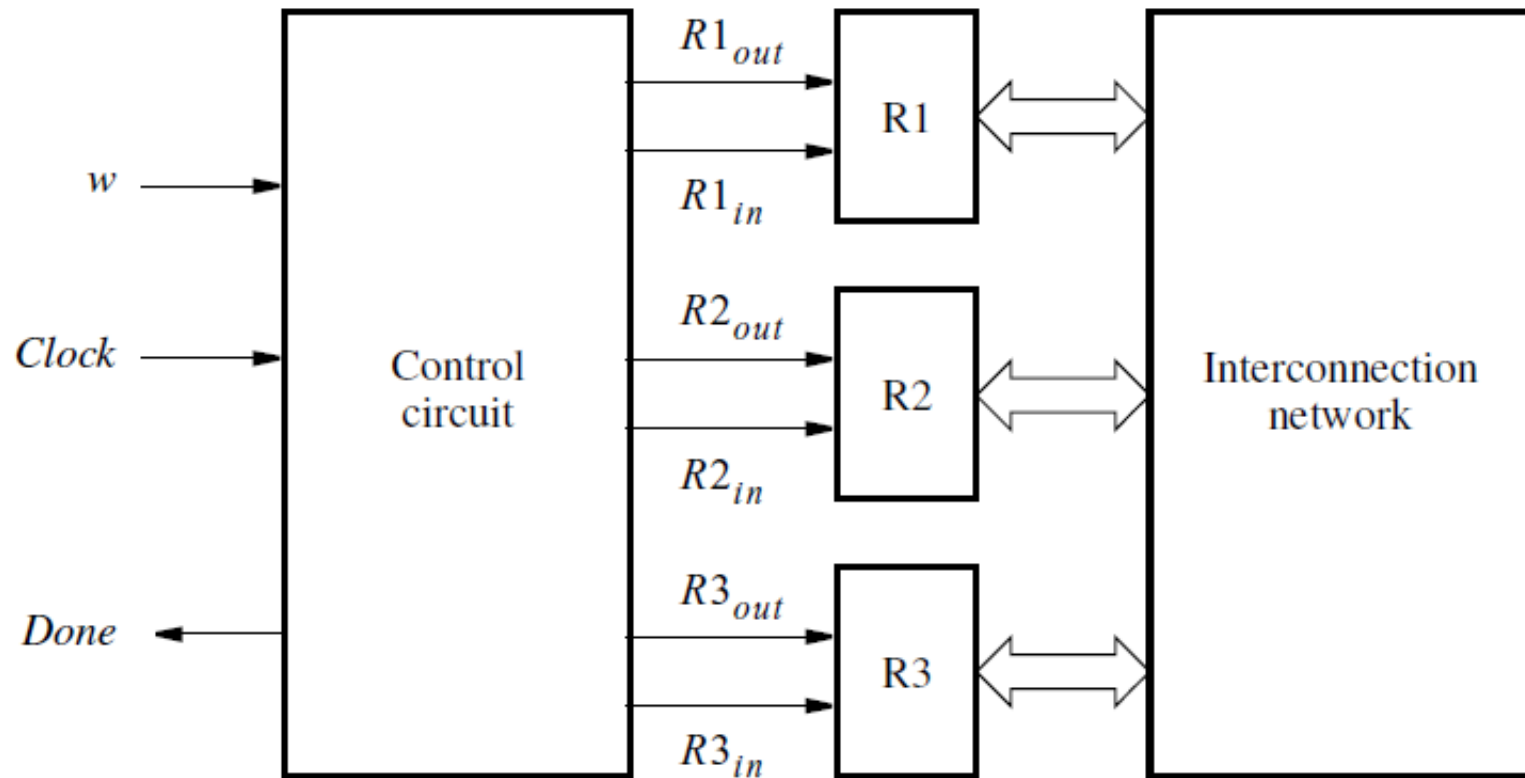 R1out
R1
w
R1in
R2out
Clock
Control
circuit
R2
Interconnection
network
R2in
R3out
Done
R3
R3in